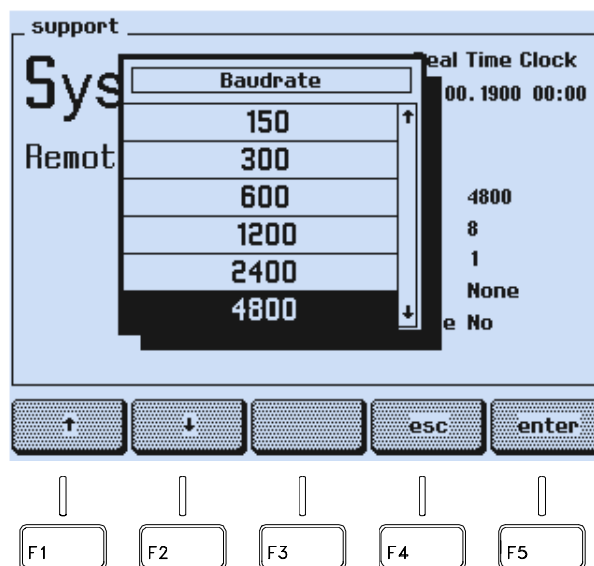 support
Sys
eal Time Clock
00.1900 00:00
Remot
Baudrate
150
300
600
1200
2400
4800
4800
8
1
None
e No
↑ ↓ esc enter
F1 F2 F3 F4 F5